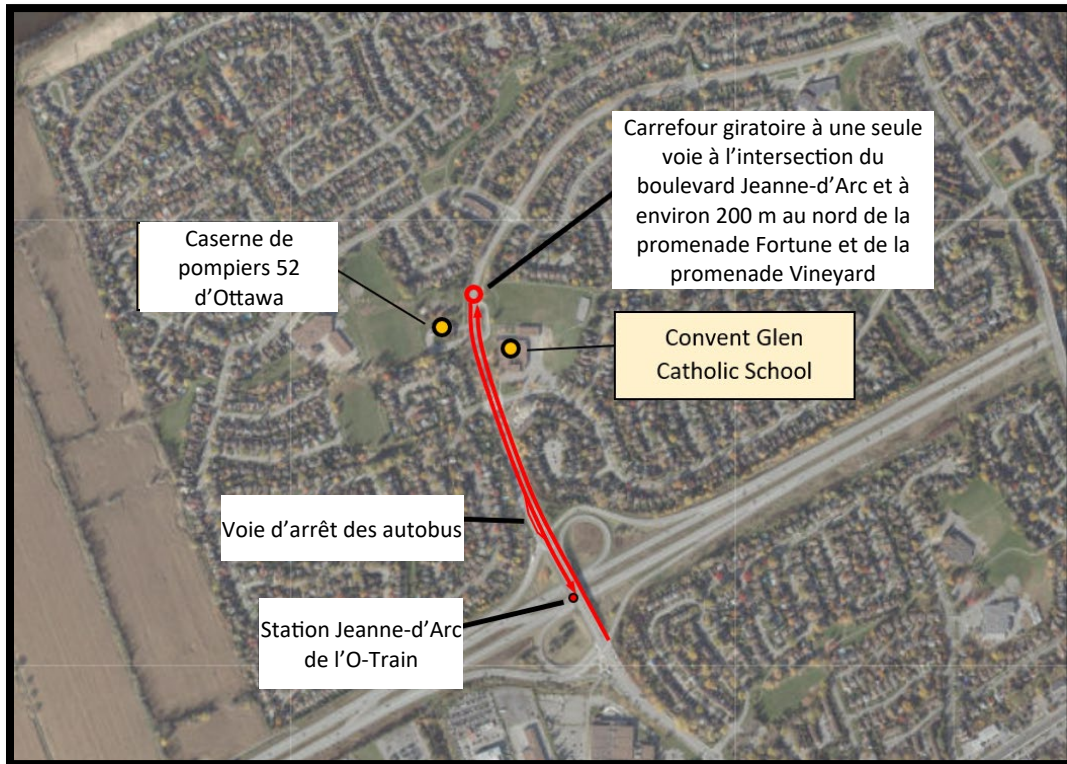 Carrefour giratoire à une seule
voie à l'intersection du
boulevard Jeanne-d'Arc et à
environ 200 m au nord de la
promenade Fortune et de la
promenade Vineyard
Caserne de
pompiers 52
d'Ottawa
Convent Glen
Catholic School
Voie d'arrêt des autobus
Station Jeanne-d'Arc
de l'O-Train